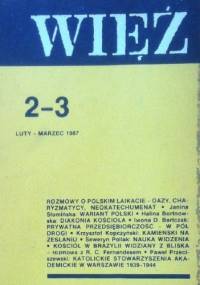 WIĘŹ
2-3
LUTY - MARZEC 1987
ROZMOWY O POLSKIM LAIKACIE - OAZY, CHA-
RYZMATYCY, NEOKATECHUMENAT • Janina
Słomińska: WARIANT POLSKI • Halina Bortnow-
ska: DIAKONIA KOŚCIOŁA • Iwona D. Bartczak:
PRYWATNA PRZEDSIĘBIORCZOŚĆ - W PÓŁ
DROGI • Krzysztof Kopczyński: KAMIEŃSKI NA
ZESŁANIU • Seweryn Pollak: NAUKA WIDZENIA
• KOŚCIÓŁ W BRAZYLII WIDZIANY Z BLISKA
- rozmowa z R. C. Fernandesem • Paweł Przeci-
szewski: KATOLICKIE STOWARZYSZENIA AKA-
DEMICKIE W WARSZAWIE 1939-1944